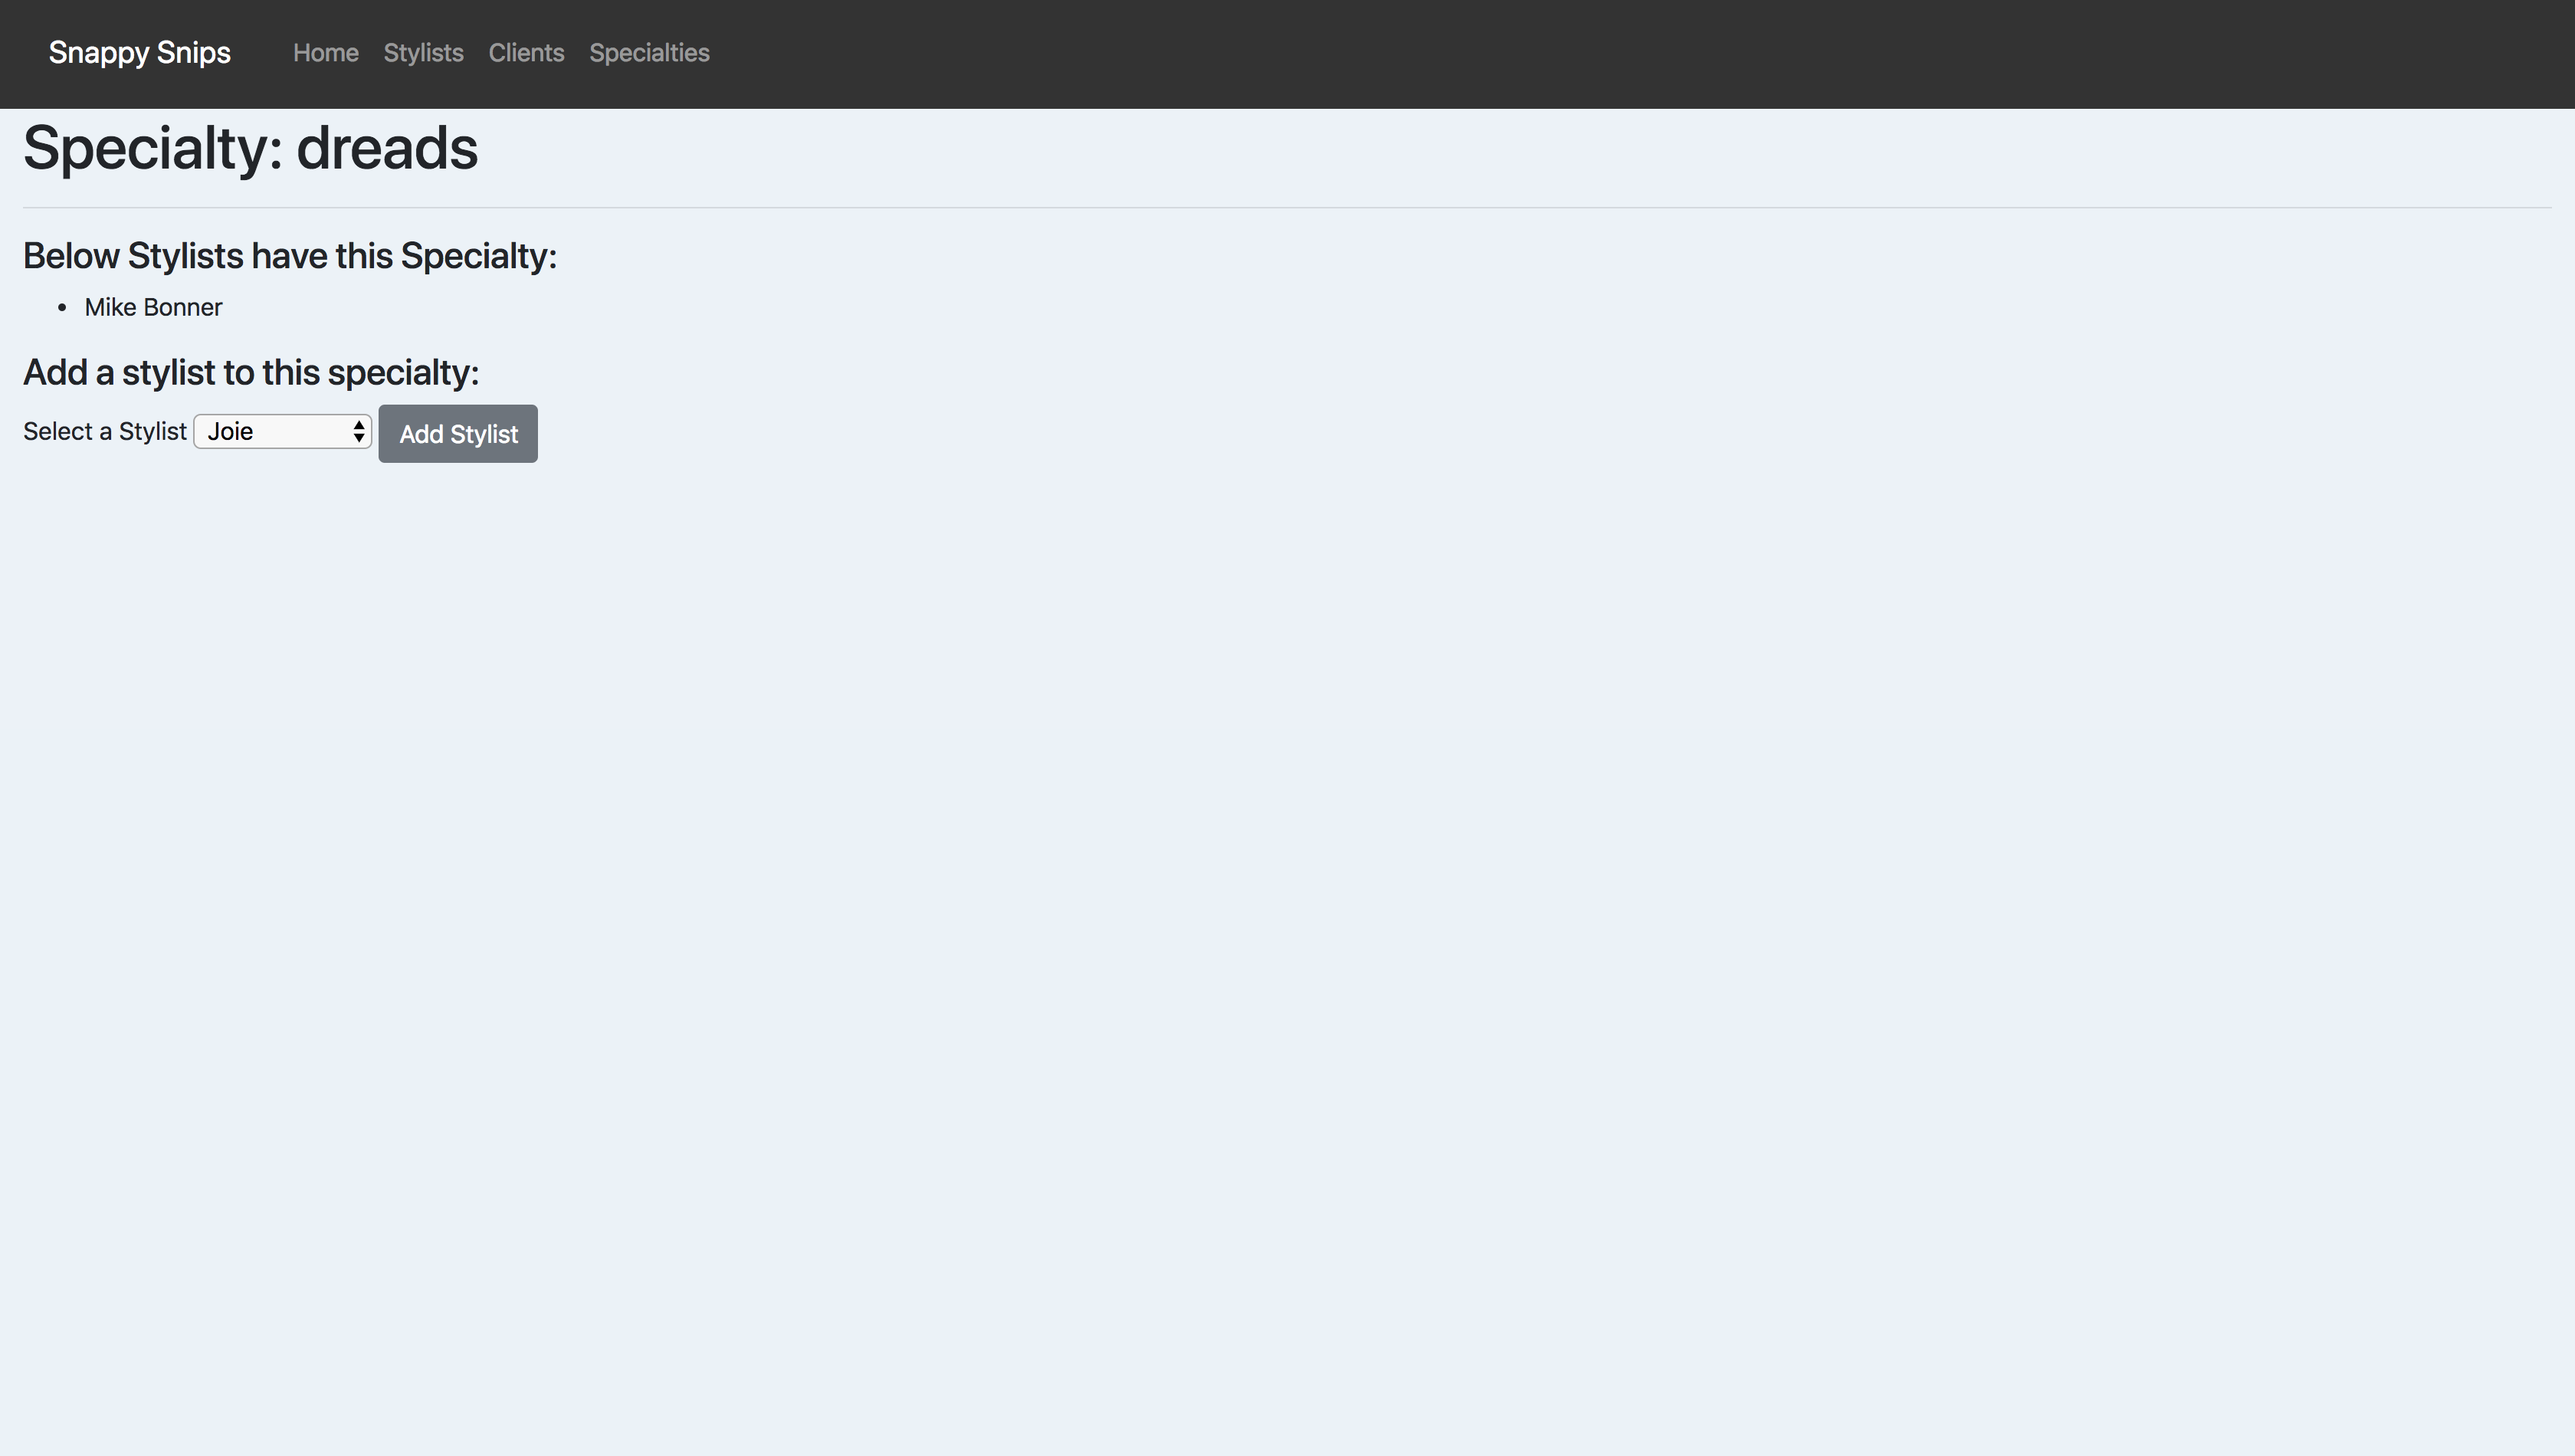 Snappy Snips Home Stylists Clients Specialties
Specialty: dreads
Below Stylists have this Specialty:
• Mike Bonner
Add a stylist to this specialty:
Select a Stylist Joie Add Stylist